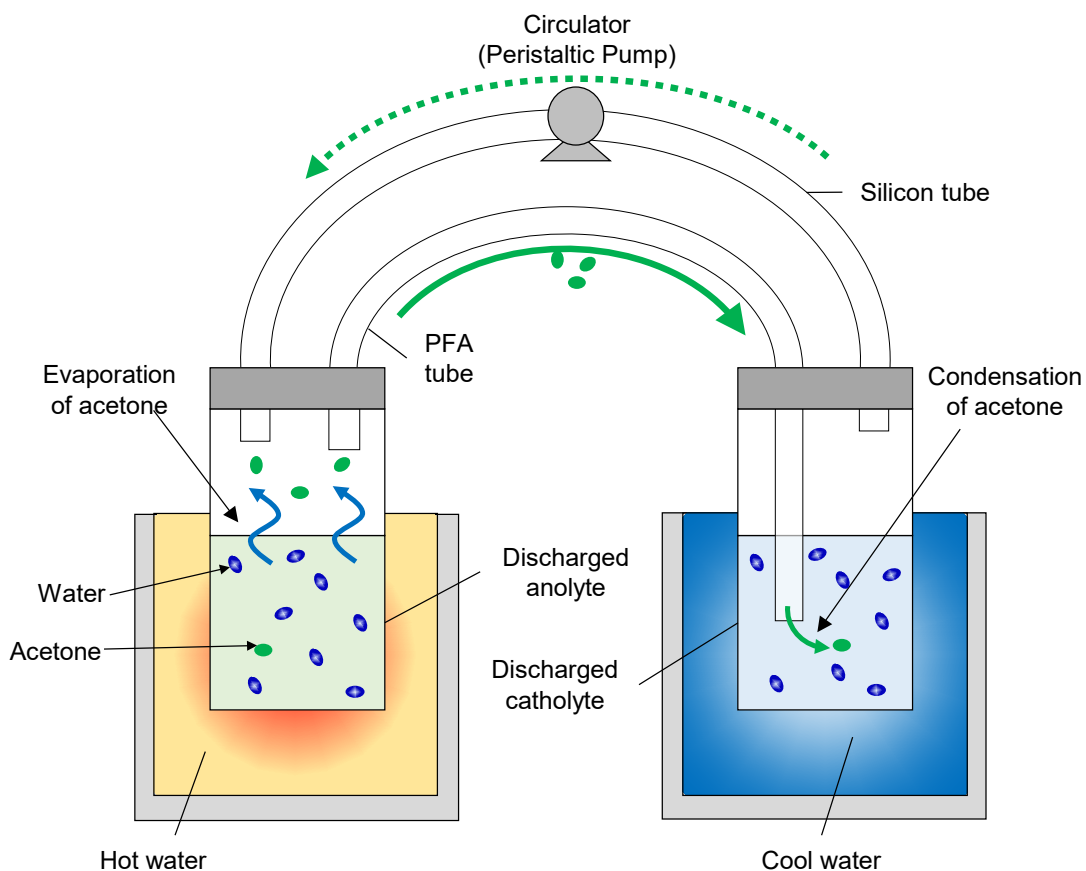 Circulator
(Peristaltic Pump)
Silicon tube
PFA
tube
Evaporation
of acetone
Condensation
of acetone
Water
Acetone
Discharged
anolyte
Discharged
catholyte
Hot water
Cool water